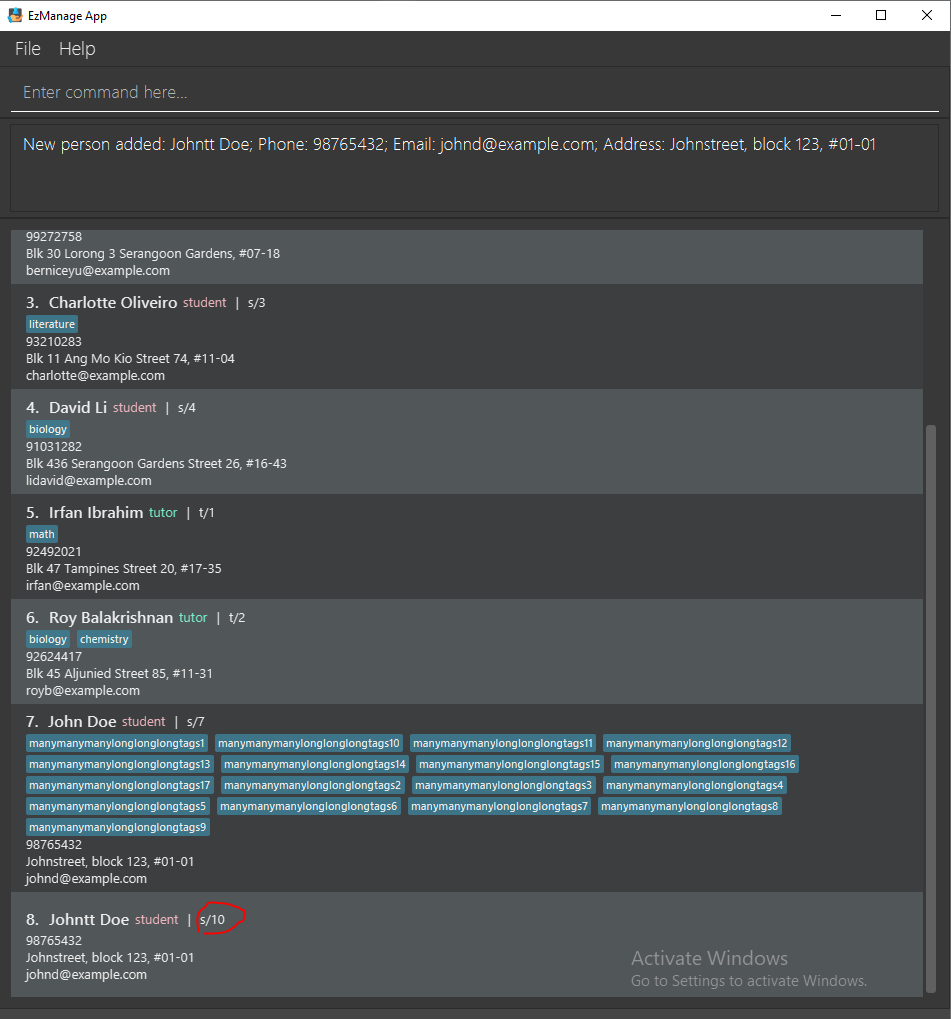 EzManage App
File Help
Enter command here...
New person added: Johntt Doe; Phone: 98765432; Email: johnd@example.com; Address: Johnstreet, block 123, #01-01
99272758
Blk 30 Lorong 3 Serangoon Gardens, #07-18
berniceyu@example.com
3. Charlotte Oliveiro student | s/3
literature
93210283
Blk 11 Ang Mo Kio Street 74, #11-04
charlotte@example.com
4. David Li student | s/4
biology
91031282
Blk 436 Serangoon Gardens Street 26, #16-43
lidavid@example.com
5. Irfan Ibrahim tutor | t/1
math
92492021
Blk 47 Tampines Street 20, #17-35
irfan@example.com
6. Roy Balakrishnan tutor | t/2
biology chemistry
92624417
Blk 45 Aljunied Street 85, #11-31
royb@example.com
7. John Doe student | s/7
manymanymanylonglonglongtags1 manymanymanylonglonglongtags10 manymanymanylonglonglongtags11 manymanymanylonglonglongtags12
manymanymanylonglonglongtags13 manymanymanylonglonglongtags14 manymanymanylonglonglongtags15 manymanymanylonglonglongtags16
manymanymanylonglonglongtags17 manymanymanylonglonglongtags2 manymanymanylonglonglongtags3 manymanymanylonglonglongtags4
manymanymanylonglonglongtags5 manymanymanylonglonglongtags6 manymanymanylonglonglongtags7 manymanymanylonglonglongtags8
manymanymanylonglonglongtags9
98765432
Johnstreet, block 123, #01-01
johnd@example.com
8. Johntt Doe student | s/10
98765432
Johnstreet, block 123, #01-01
johnd@example.com
Activate Windows
Go to Settings to activate Windows.